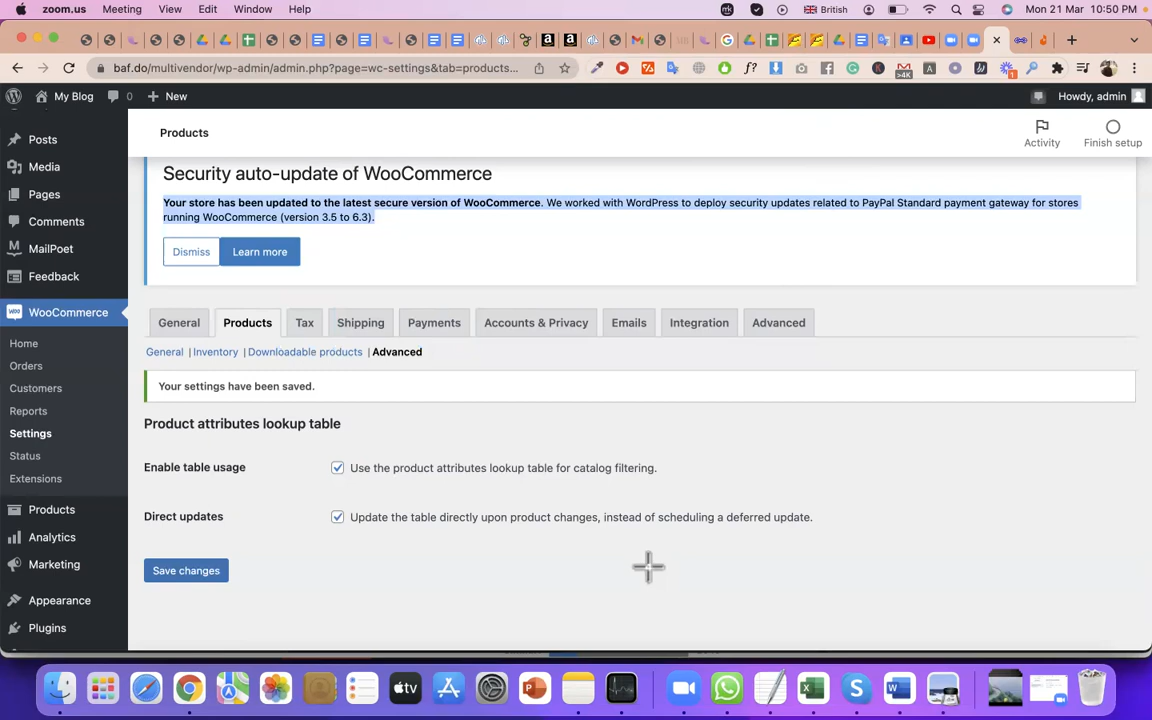 zoom.us Meeting View Edit Window Help
British
Mon 21 Mar 10:50 PM
baf.do/multivendor/wp-admin/admin.php?page=wc-settings&tab=products...
My Blog 0 New
Howdy, admin
Posts
Media
Pages
Comments
MailPoet
Feedback
WooCommerce
Home
Orders
Customers
Reports
Settings
Status
Extensions
Products
Analytics
Marketing
Appearance
Plugins
Products
Activity
Finish setup
Security auto-update of WooCommerce
Your store has been updated to the latest secure version of WooCommerce. We worked with WordPress to deploy security updates related to PayPal Standard payment gateway for stores
running WooCommerce (version 3.5 to 6.3).
Dismiss Learn more
General Products Tax Shipping Payments Accounts & Privacy Emails Integration Advanced
General | Inventory | Downloadable products | Advanced
Your settings have been saved.
Product attributes lookup table
Enable table usage Use the product attributes lookup table for catalog filtering.
Direct updates Update the table directly upon product changes, instead of scheduling a deferred update.
Save changes